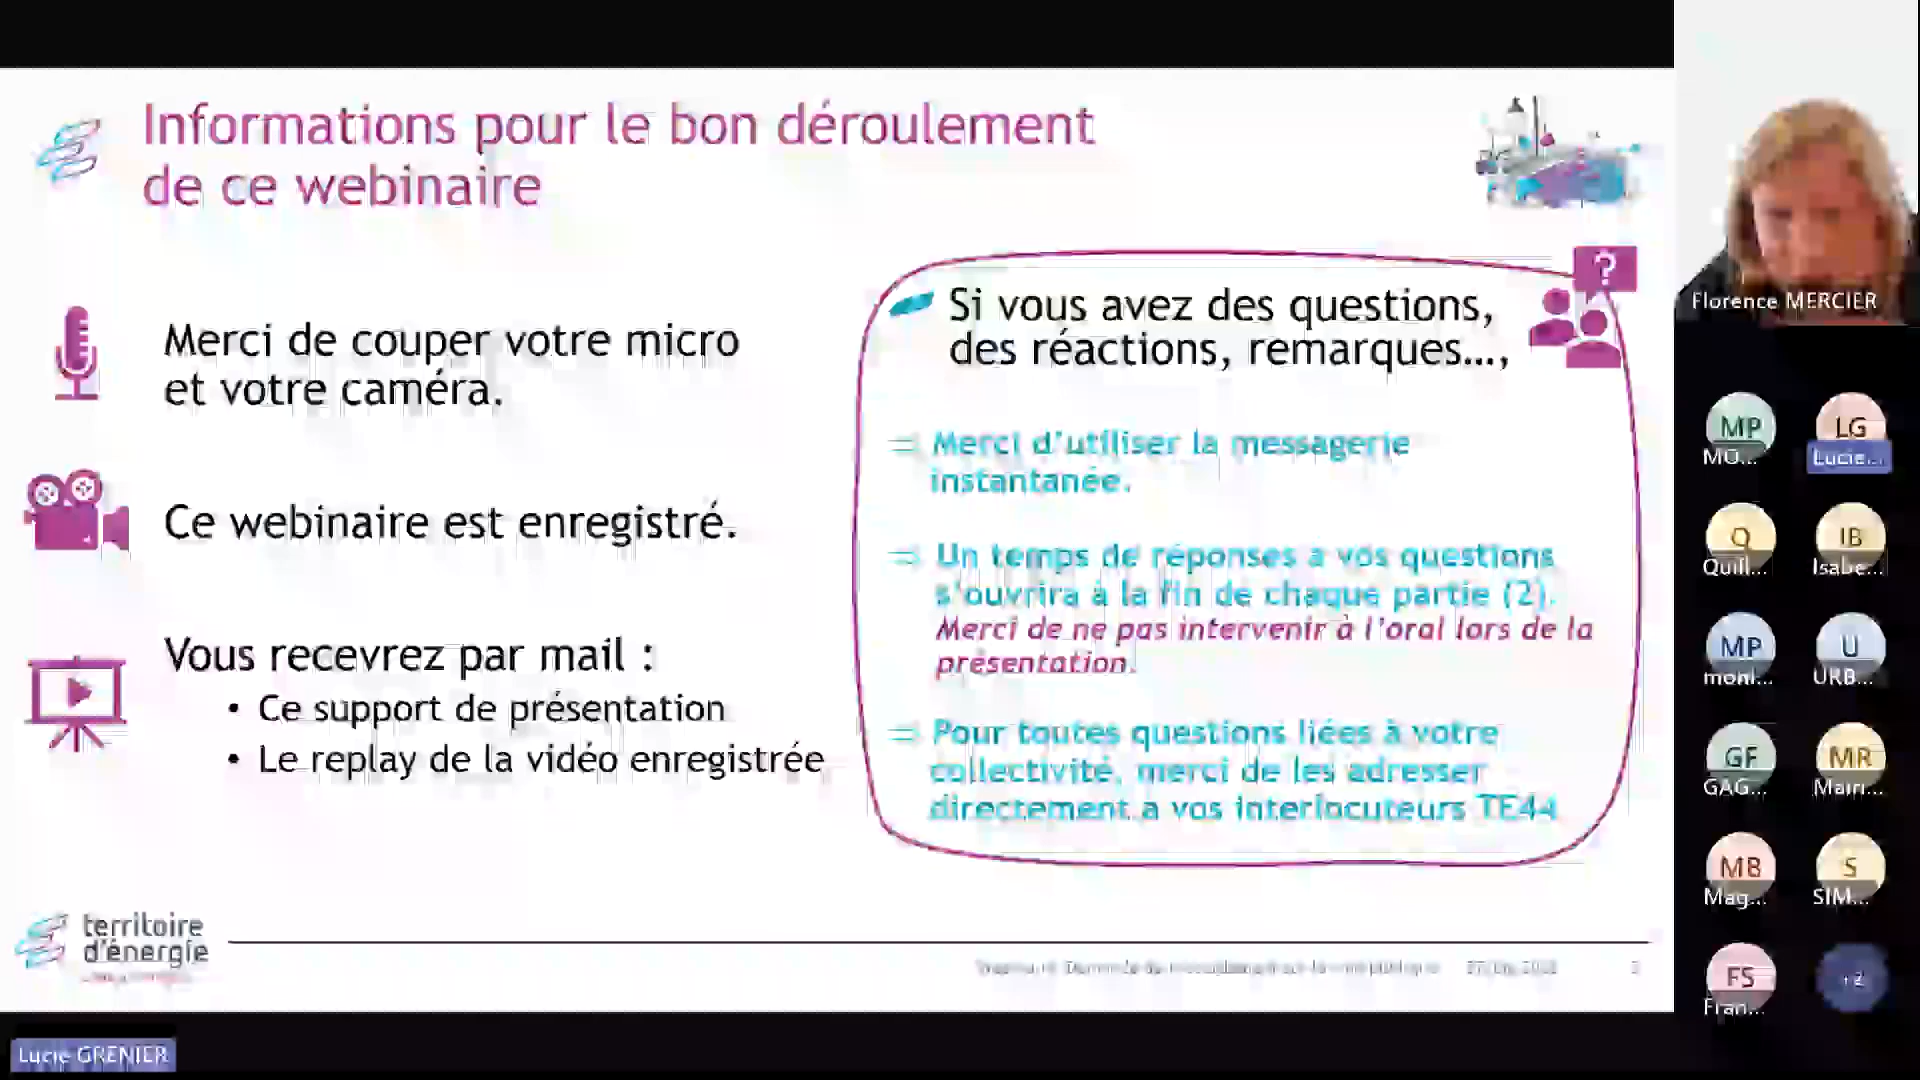 Informations pour le bon déroulement
de ce webinaire
Merci de couper votre micro
et votre caméra.
Ce webinaire est enregistré.
Vous recevrez par mail :
• Ce support de présentation
• Le replay de la vidéo enregistrée
?
Si vous avez des questions,
des réactions, remarques…,
⇒ Merci d'utiliser la messagerie
instantanée.
⇒ Un temps de réponses à vos questions
s'ouvrira à la fin de chaque partie (2).
Merci de ne pas intervenir à l'oral lors de la
présentation.
⇒ Pour toutes questions liées à votre
collectivité, merci de les adresser
directement à vos interlocuteurs TE44
territoire
d'énergie
Lucie GRENIER
Florence MERCIER
MP
MO...
LG
Lucie...
Q
Quill...
IB
Isabe...
MP
moni...
U
URB...
GF
GAG...
MR
Mairi...
MB
Mag...
S
SIM...
FS
Fran...
+2